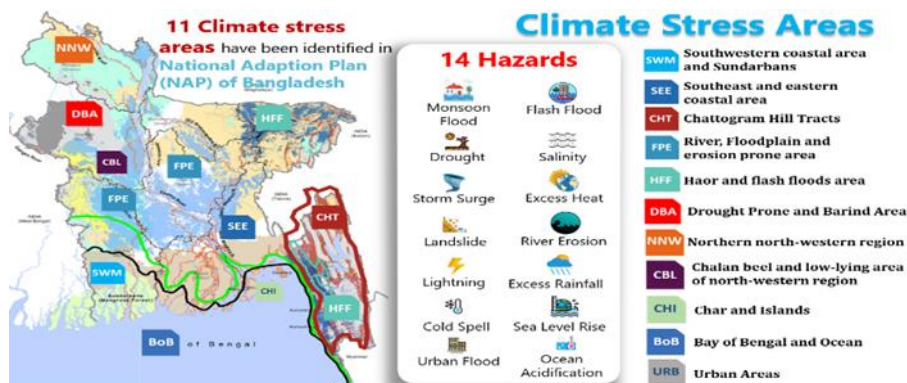 11 Climate stress
areas have been identified in
National Adaption Plan
(NAP) of Bangladesh
NNW
DBA
HFF
CBL
FPE
FPE
SEE
CHT
SWM
CHI
HFF
BoB of Bengal
14 Hazards
Monsoon
Flood
Flash Flood
Drought
Salinity
Storm Surge
Excess Heat
Landslide
River Erosion
Lightning
Excess Rainfall
Cold Spell
Sea Level Rise
Urban Flood
Ocean
Acidification
Climate Stress Areas
SWM Southwestern coastal area
and Sundarbans
SEE Southeast and eastern
coastal area
CHT Chattogram Hill Tracts
FPE River, Floodplain and
erosion prone area
HFF Haor and flash floods area
DBA Drought Prone and Barind Area
NNW Northern north-western region
CBL Chalan beel and low-lying area
of north-western region
CHI Char and Islands
BoB Bay of Bengal and Ocean
URB Urban Areas